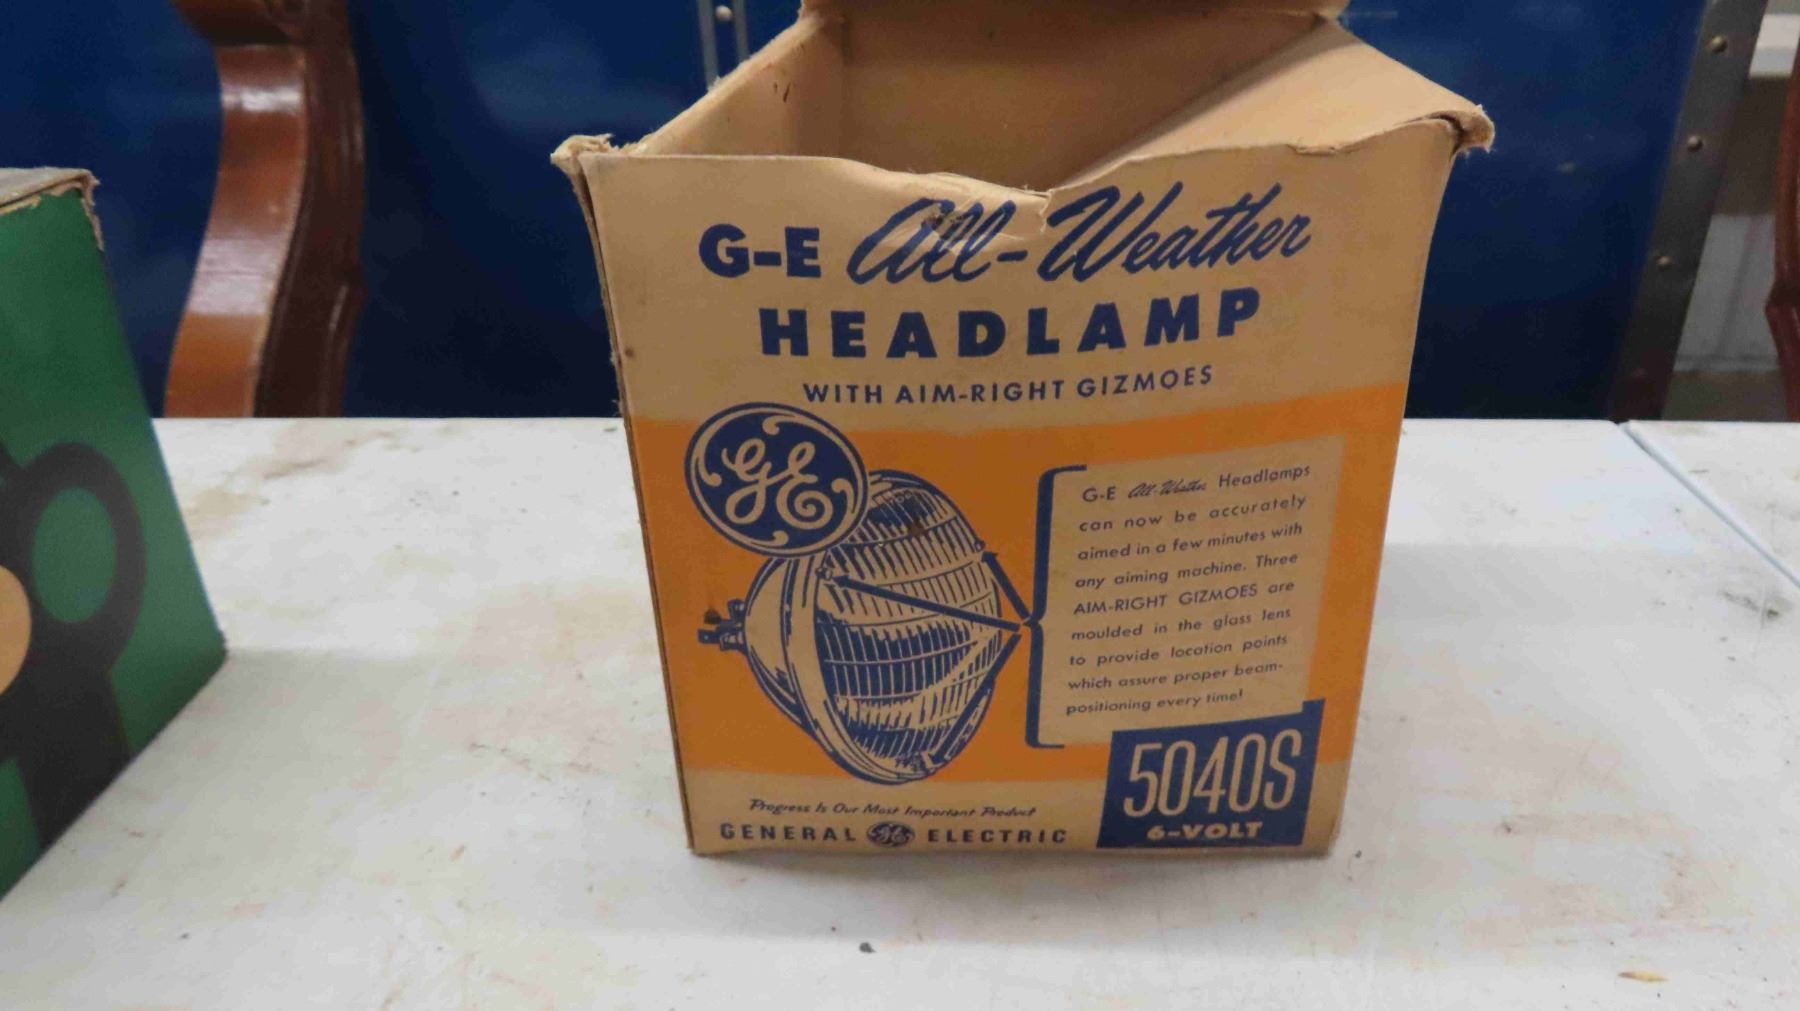 G-E All-Weather
HEADLAMP
WITH AIM-RIGHT GIZMOES
GE
G-E All-Weather Headlamps
can now be accurately
aimed in a few minutes with
any aiming machine. Three
AIM-RIGHT GIZMOES are
moulded in the glass lens
to provide location points
which assure proper beam-
positioning every time!
5040S
6-VOLT
Progress Is Our Most Important Product
GENERAL GE ELECTRIC